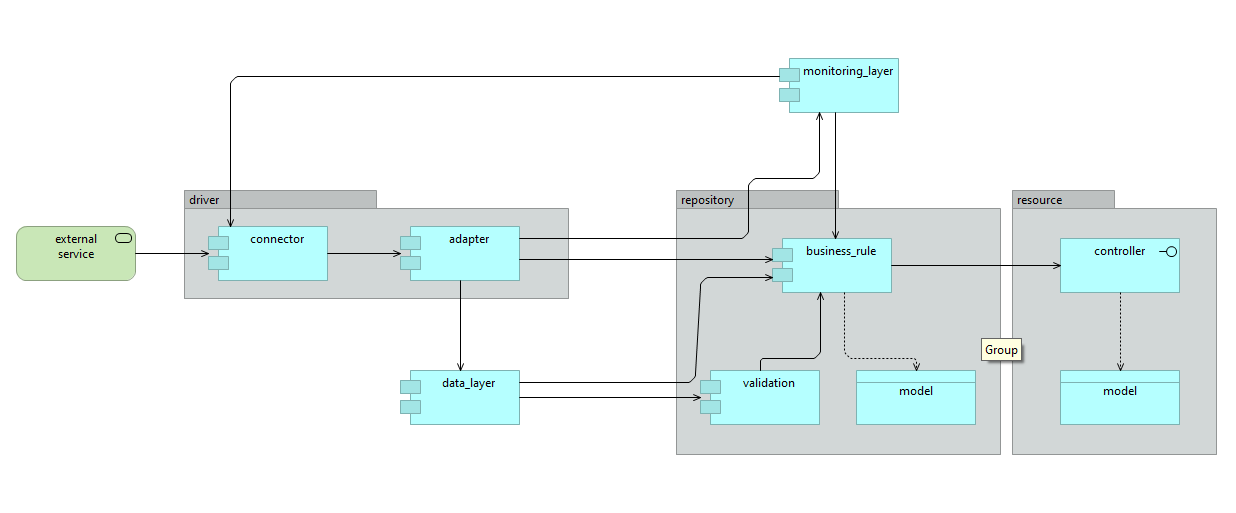 monitoring_layer
driver
repository
resource
external
service
connector
adapter
business_rule
controller
Group
data_layer
validation
model
model